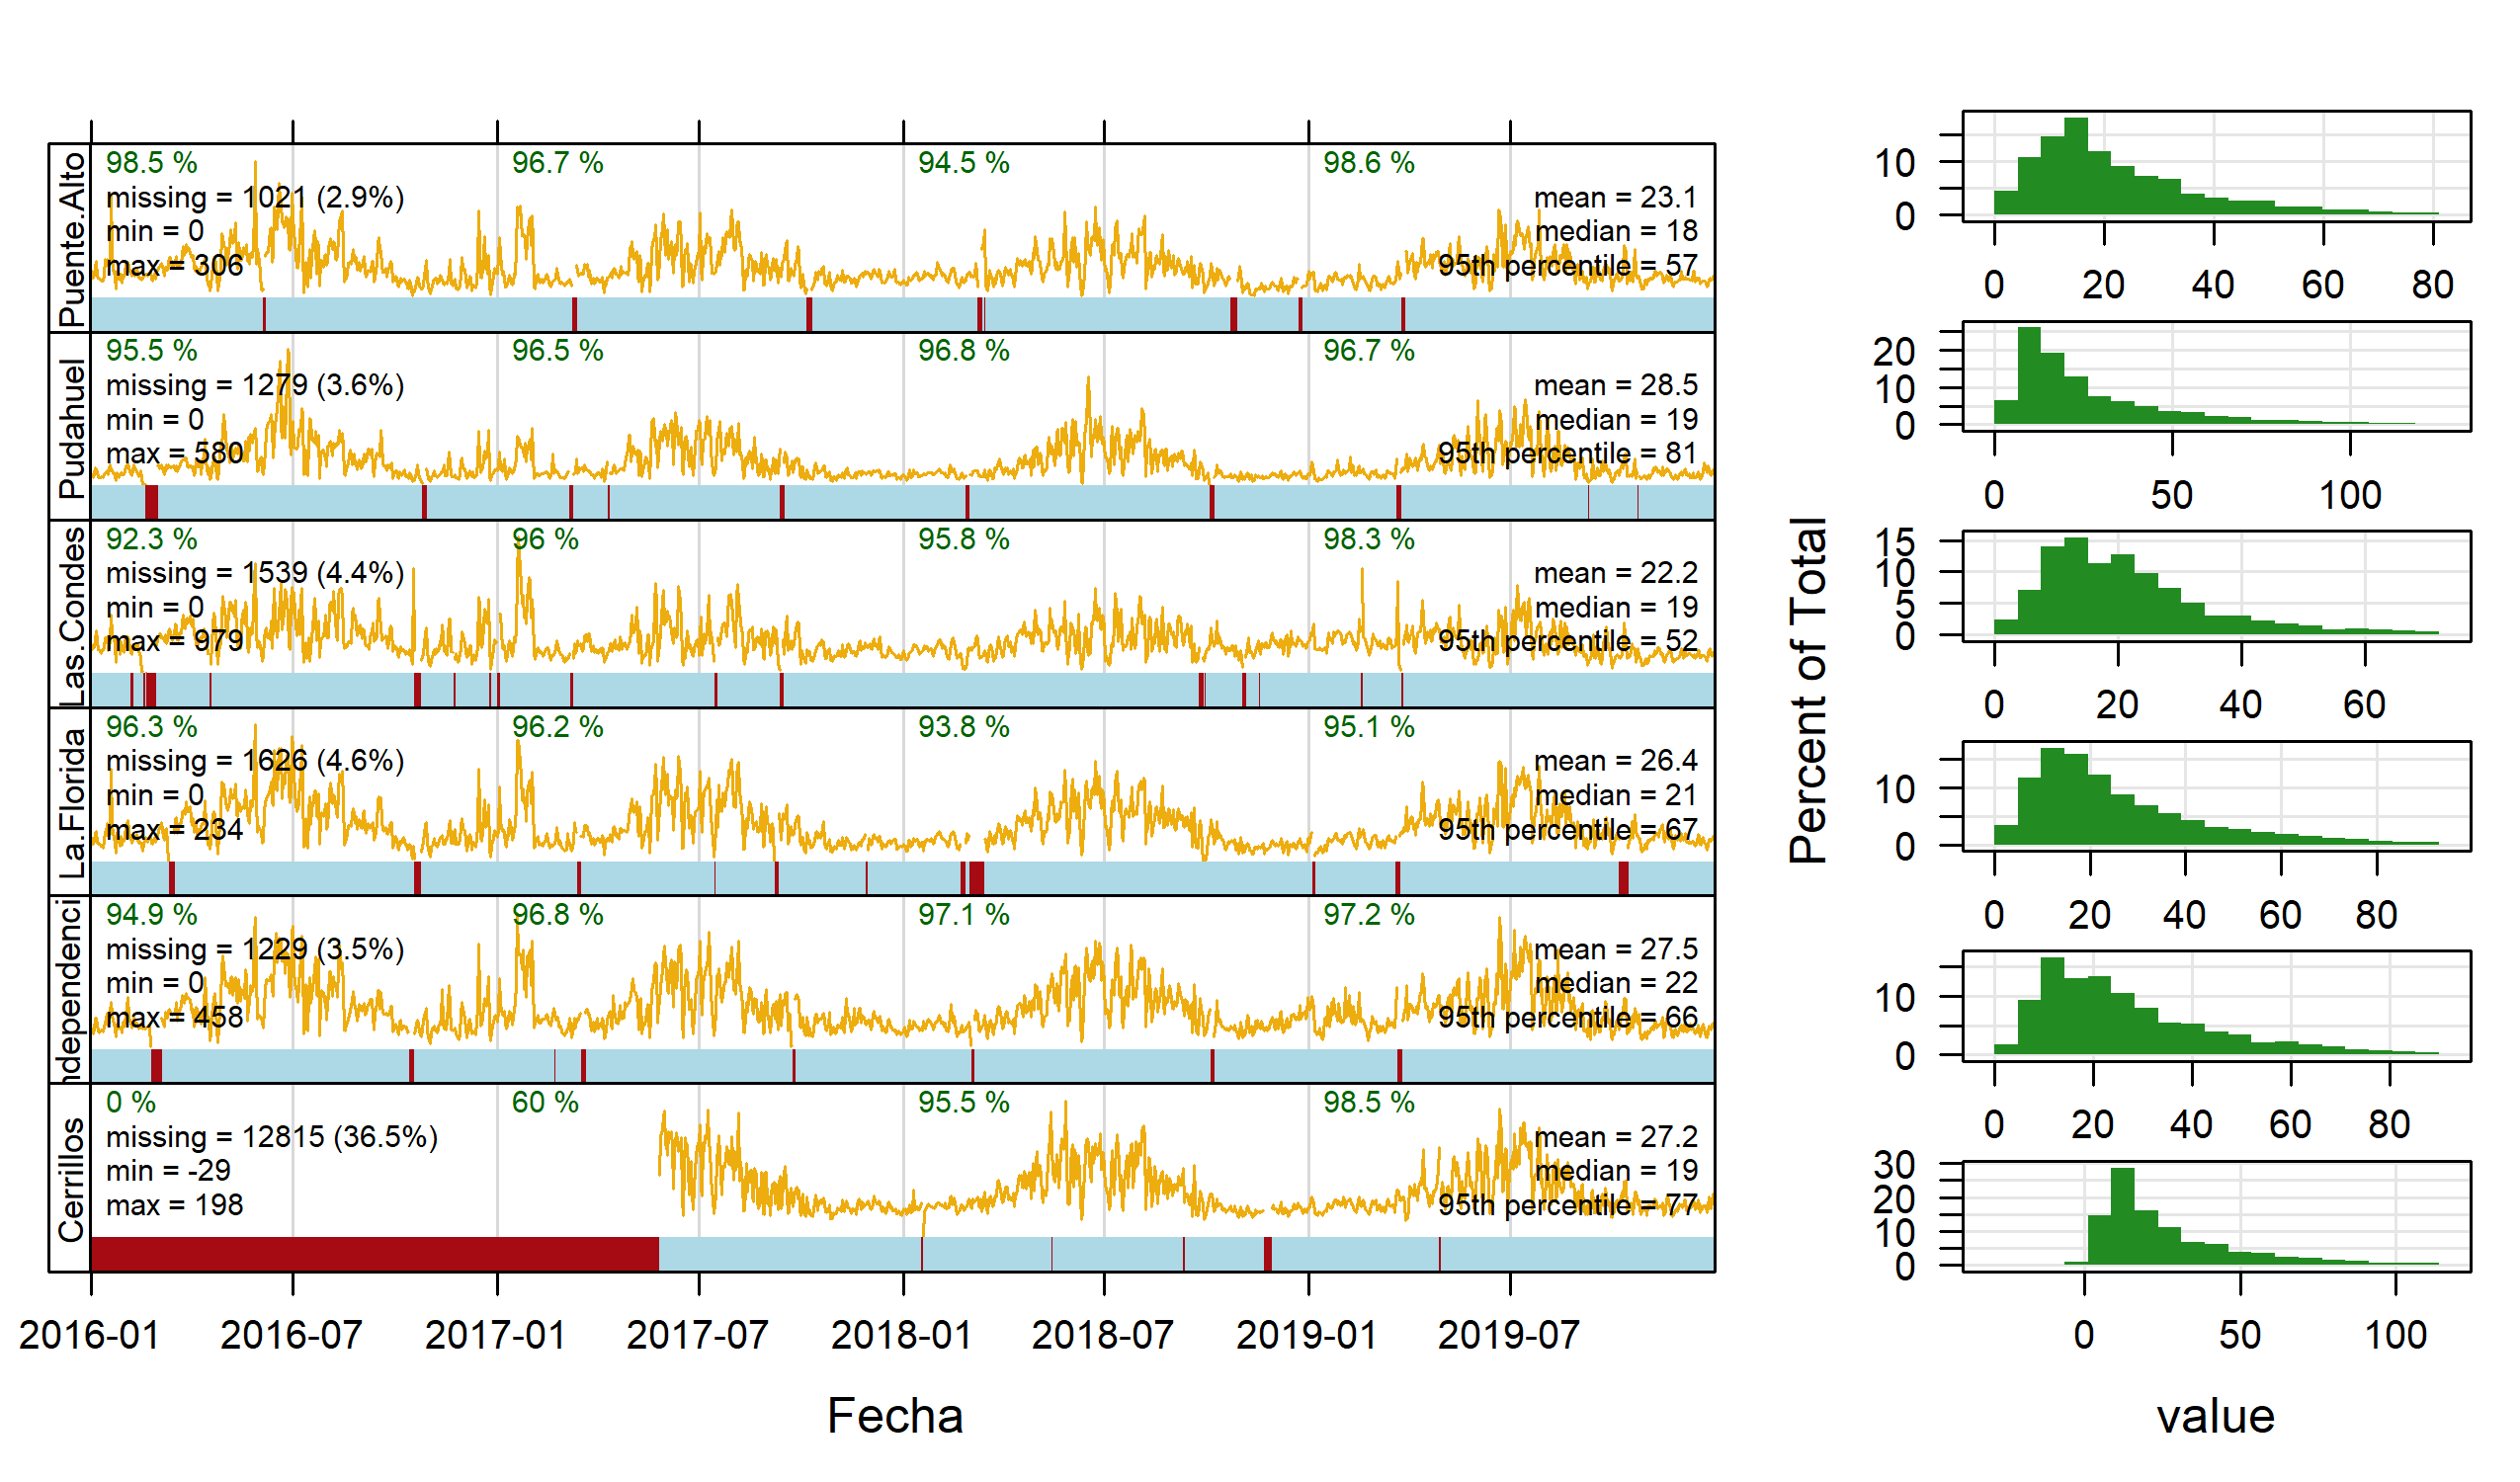 Puente.Alto
98.5 %
96.7 %
94.5 %
98.6 %
missing = 1021 (2.9%)
min = 0
max = 306
mean = 23.1
median = 18
95th percentile = 57
Pudahuel
95.5 %
96.5 %
96.8 %
96.7 %
missing = 1279 (3.6%)
min = 0
max = 580
mean = 28.5
median = 19
95th percentile = 81
Las.Condes
92.3 %
96 %
95.8 %
98.3 %
missing = 1539 (4.4%)
min = 0
max = 979
mean = 22.2
median = 19
95th percentile = 52
La.Florida
96.3 %
96.2 %
93.8 %
95.1 %
missing = 1626 (4.6%)
min = 0
max = 234
mean = 26.4
median = 21
95th percentile = 67
ndependenci
94.9 %
96.8 %
97.1 %
97.2 %
missing = 1229 (3.5%)
min = 0
max = 458
mean = 27.5
median = 22
95th percentile = 66
Cerrillos
0 %
60 %
95.5 %
98.5 %
missing = 12815 (36.5%)
min = -29
max = 198
mean = 27.2
median = 19
95th percentile = 77
2016-01 2016-07 2017-01 2017-07 2018-01 2018-07 2019-01 2019-07
Fecha
Percent of Total
10
0
0 20 40 60 80
20
10
0
0 50 100
15
10
5
0
0 20 40 60
10
0
0 20 40 60 80
10
0
0 20 40 60 80
30
20
10
0
0 50 100
value